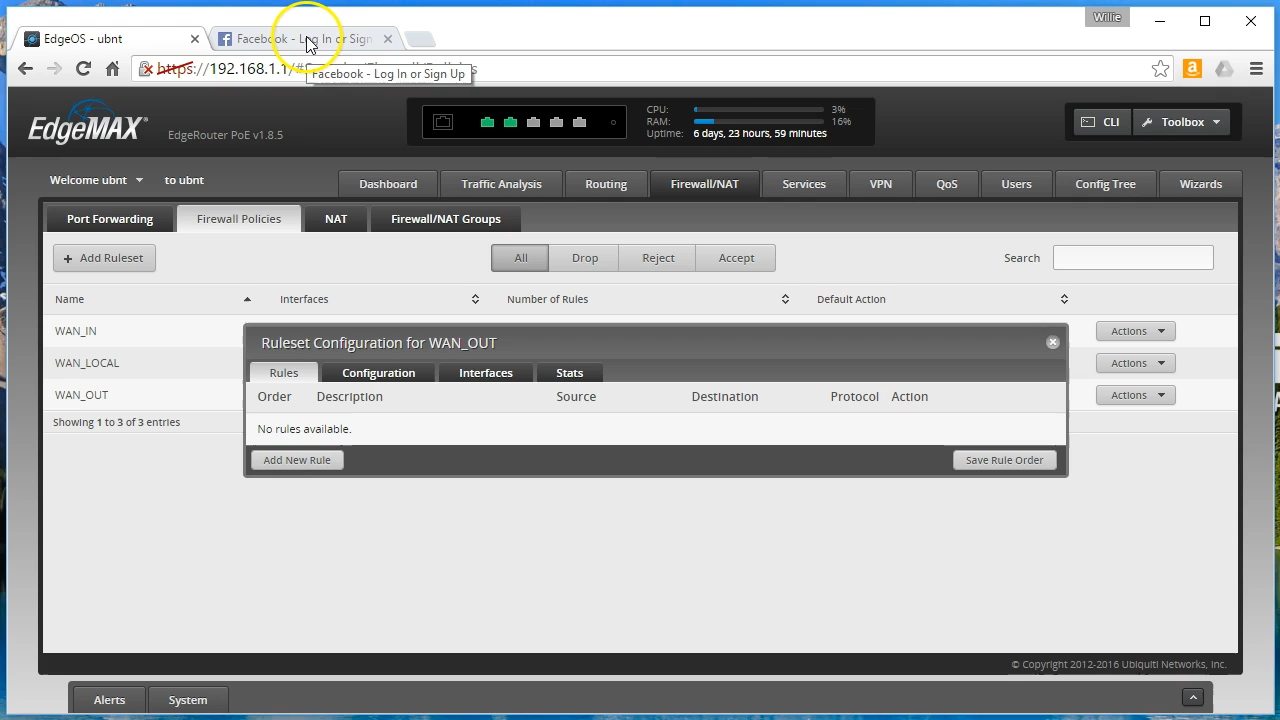 Willie
EdgeOS - ubnt
Facebook - Log In or Sign
https://192.168.1.1/#
Facebook - Log In or Sign Up
EdgeMAX
EdgeRouter PoE v1.8.5
CPU: 3%
RAM: 16%
Uptime: 6 days, 23 hours, 59 minutes
CLI
Toolbox
Welcome ubnt to ubnt
Dashboard Traffic Analysis Routing Firewall/NAT Services VPN QoS Users Config Tree Wizards
Port Forwarding Firewall Policies NAT Firewall/NAT Groups
+ Add Ruleset All Drop Reject Accept Search
Name Interfaces Number of Rules Default Action
WAN_IN Actions
WAN_LOCAL Actions
WAN_OUT Actions
Showing 1 to 3 of 3 entries
Ruleset Configuration for WAN_OUT
Rules Configuration Interfaces Stats
Order Description Source Destination Protocol Action
No rules available.
Add New Rule Save Rule Order
© Copyright 2012-2016 Ubiquiti Networks, Inc.
Alerts System